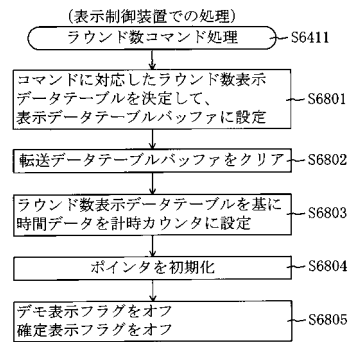 (表示制御装置での処理)
ラウンド数コマンド処理
S6411
コマンドに対応したラウンド数表示
データテーブルを決定して、
表示データテーブルバッファに設定
S6801
転送データテーブルバッファをクリア
S6802
ラウンド数表示データテーブルを基に
時間データを計時カウンタに設定
S6803
ポインタを初期化
S6804
デモ表示フラグをオフ
確定表示フラグをオフ
S6805